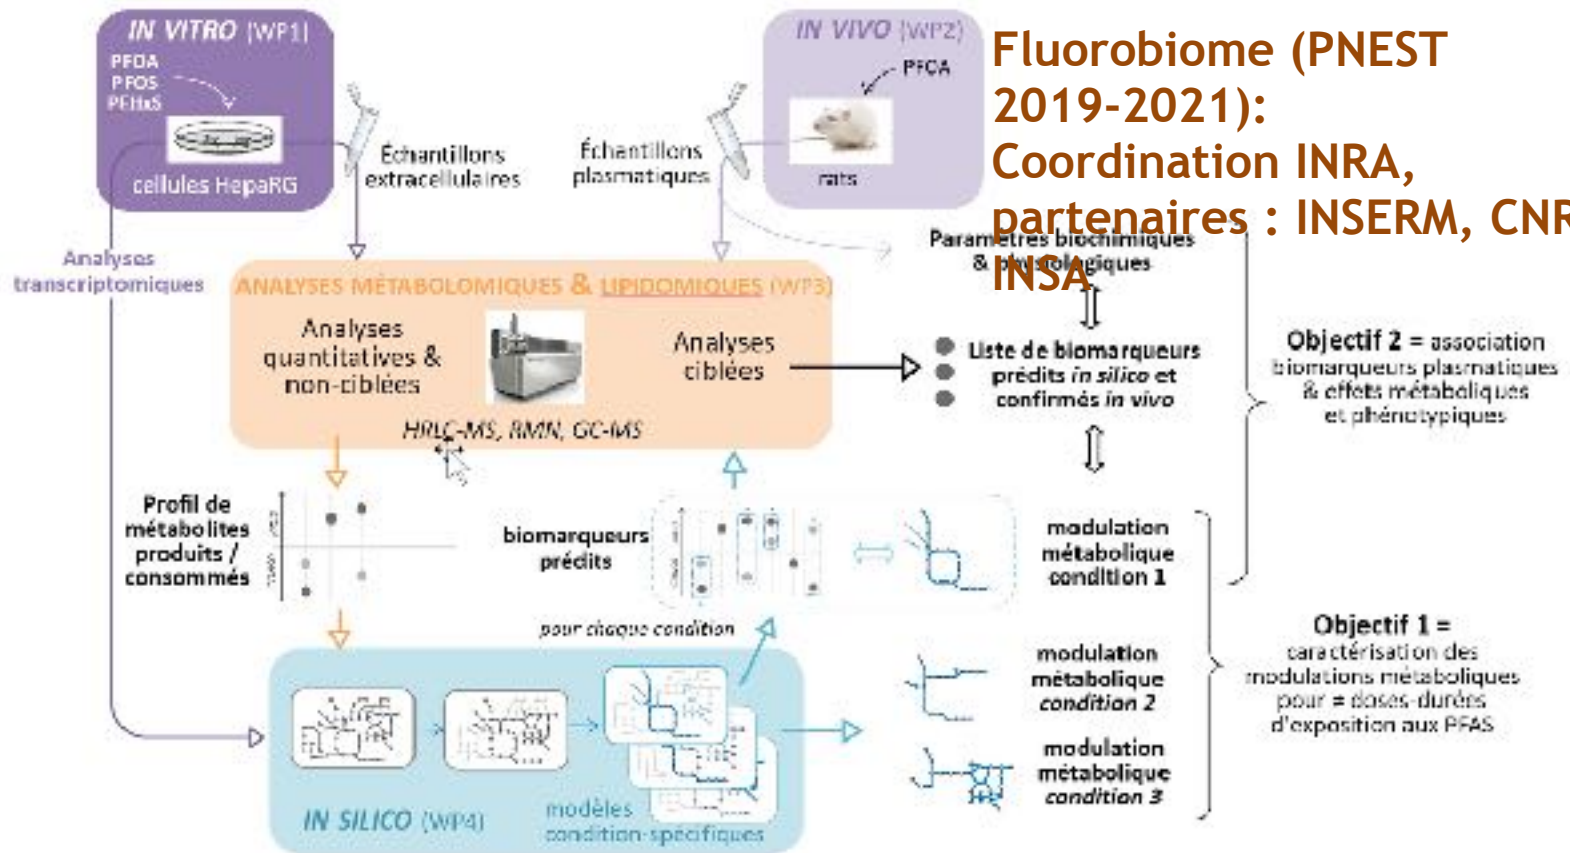 IN VITRO (WP1)
PFOA
PFOS
PFHxS
cellules HepaRG
Échantillons
extracellulaires
Échantillons
plasmatiques
IN VIVO (WP2)
PFOA
rats
Fluorobiome (PNEST
2019-2021):
Coordination INRA,
partenaires : INSERM, CNR
INSA
Paramètres biochimiques
& physiologiques
Analyses
transcriptomiques
ANALYSES MÉTABOLOMIQUES & LIPIDOMIQUES (WP3)
Analyses
quantitatives &
non-ciblées
Analyses
ciblées
HRLC-MS, RMN, GC-MS
Liste de biomarqueurs
prédits in silico et
confirmés in vivo
Objectif 2 = association
biomarqueurs plasmatiques
& effets métaboliques
et phénotypiques
Profil de
métabolites
produits /
consommés
biomarqueurs
prédits
pour chaque condition
modulation
métabolique
condition 1
modulation
métabolique
condition 2
modulation
métabolique
condition 3
Objectif 1 =
caractérisation des
modulations métaboliques
pour ≠ doses-durées
d'exposition aux PFAS
IN SILICO (WP4)
modèles
condition-spécifiques